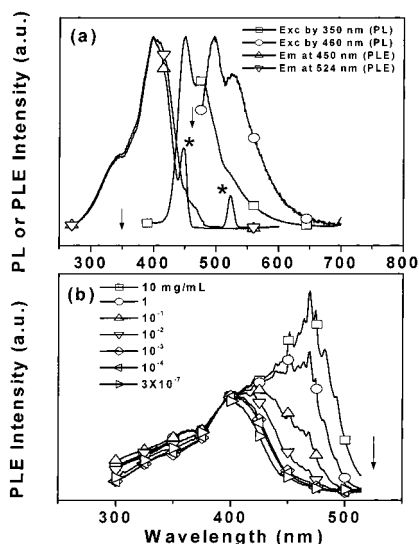 (a)
Exc by 350 nm (PL)
Exc by 460 nm (PL)
Em at 450 nm (PLE)
Em at 524 nm (PLE)
*
*
PL or PLE Intensity (a.u.)
300 400 500 600 700 800
(b)
10 mg/mL
1
10⁻¹
10⁻²
10⁻³
10⁻⁴
3X10⁻⁷
PLE Intensity (a.u.)
300 400 500
Wavelength (nm)